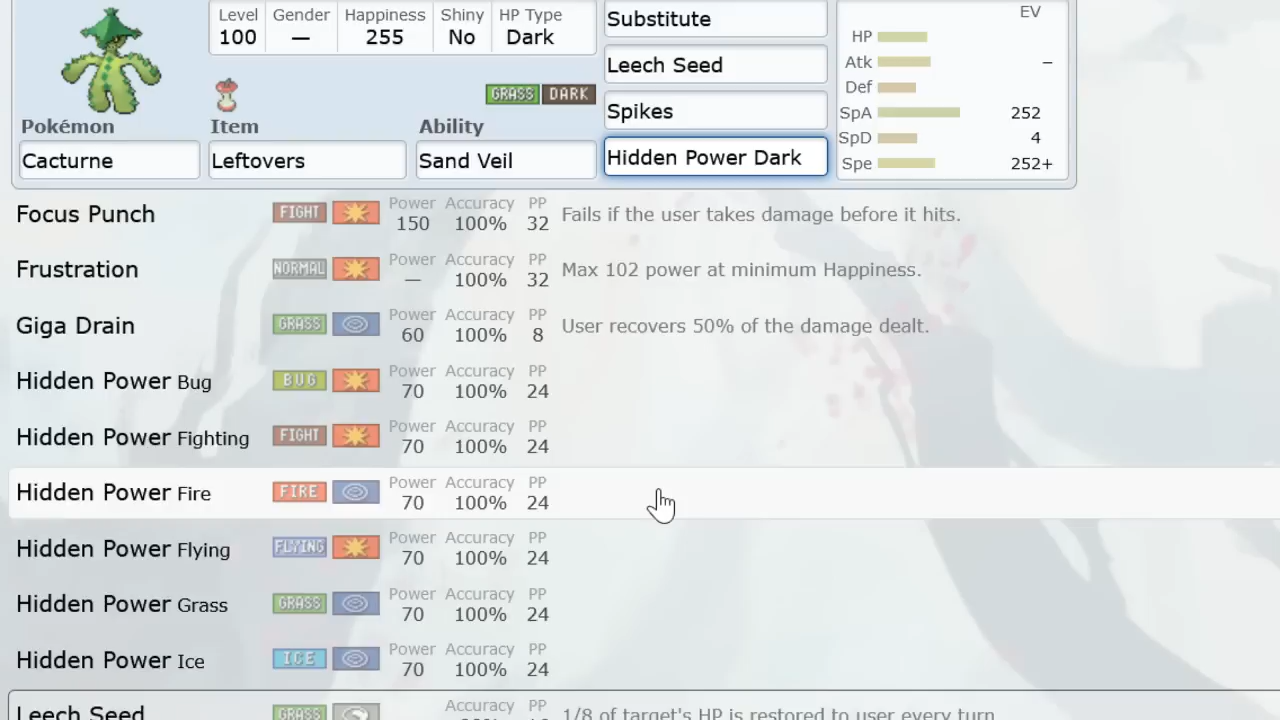 Level Gender Happiness Shiny HP Type
100 — 255 No Dark
GRASS DARK
Pokémon Item Ability
Cacturne Leftovers Sand Veil
Substitute
Leech Seed
Spikes
Hidden Power Dark
EV
HP
Atk –
Def
SpA 252
SpD 4
Spe 252+
Focus Punch FIGHT Power 150 Accuracy 100% PP 32 Fails if the user takes damage before it hits.
Frustration NORMAL Power — Accuracy 100% PP 32 Max 102 power at minimum Happiness.
Giga Drain GRASS Power 60 Accuracy 100% PP 8 User recovers 50% of the damage dealt.
Hidden Power Bug BUG Power 70 Accuracy 100% PP 24
Hidden Power Fighting FIGHT Power 70 Accuracy 100% PP 24
Hidden Power Fire FIRE Power 70 Accuracy 100% PP 24
Hidden Power Flying FLYING Power 70 Accuracy 100% PP 24
Hidden Power Grass GRASS Power 70 Accuracy 100% PP 24
Hidden Power Ice ICE Power 70 Accuracy 100% PP 24
Leech Seed GRASS Accuracy PP 1/8 of target's HP is restored to user every turn.